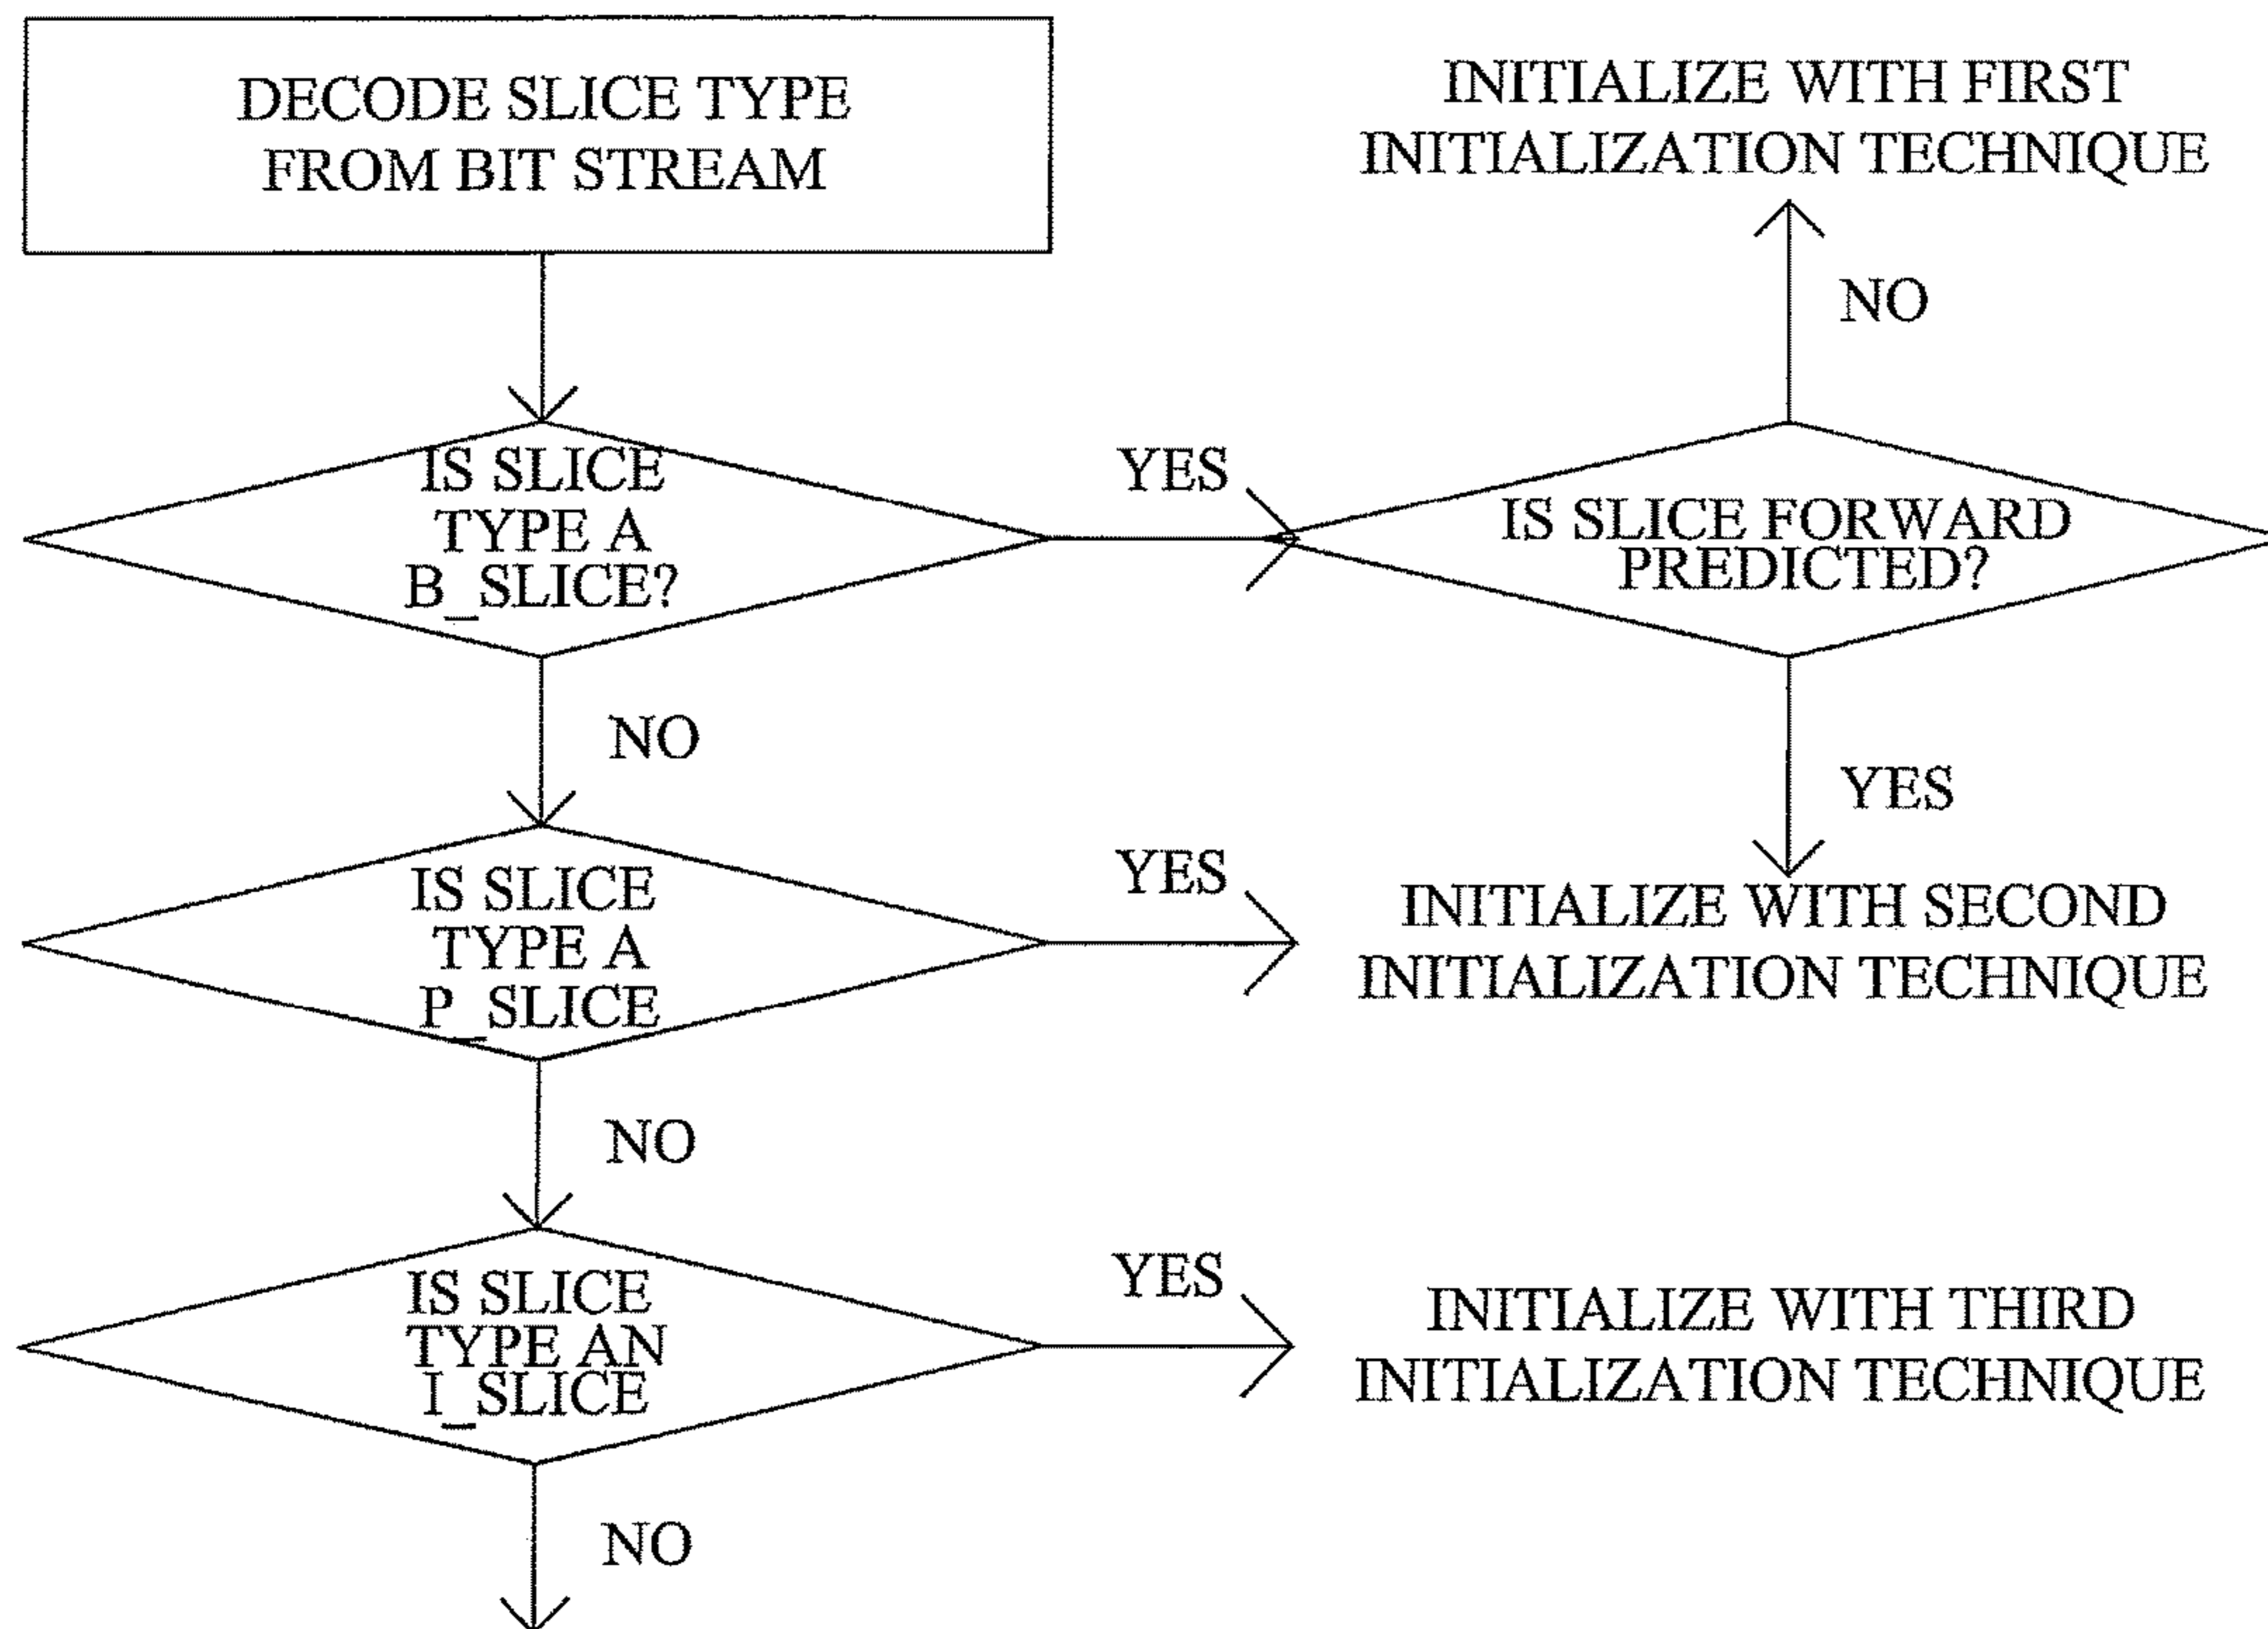 DECODE SLICE TYPE
FROM BIT STREAM
INITIALIZE WITH FIRST
INITIALIZATION TECHNIQUE
NO
IS SLICE
TYPE A
B_SLICE?
YES
IS SLICE FORWARD
PREDICTED?
NO
YES
IS SLICE
TYPE A
P_SLICE
YES
INITIALIZE WITH SECOND
INITIALIZATION TECHNIQUE
NO
IS SLICE
TYPE AN
I_SLICE
YES
INITIALIZE WITH THIRD
INITIALIZATION TECHNIQUE
NO